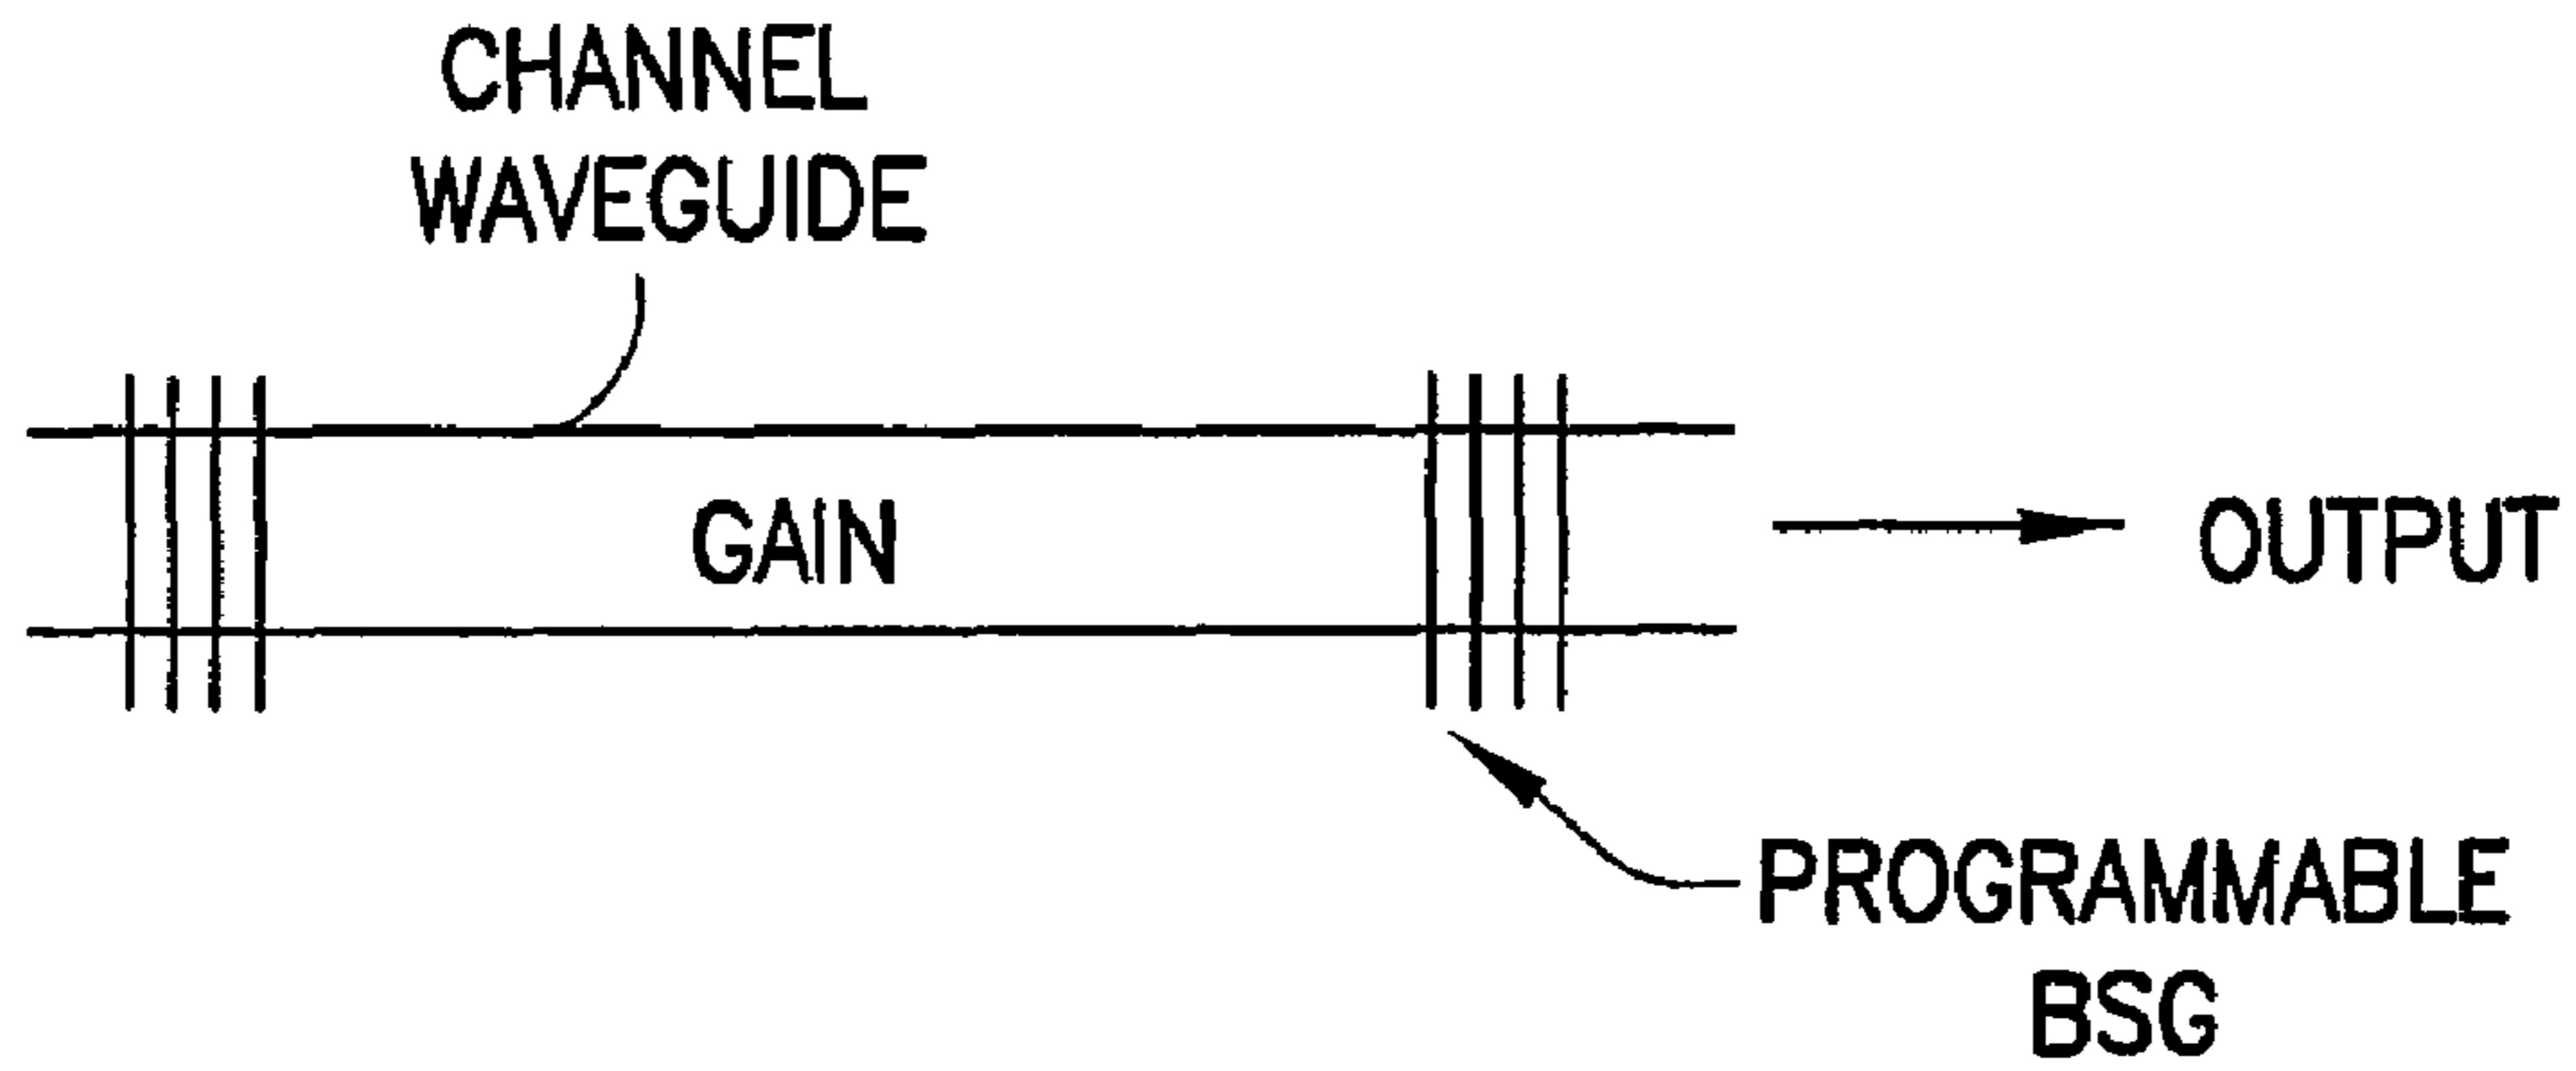 CHANNEL
WAVEGUIDE
GAIN
OUTPUT
PROGRAMMABLE
BSG